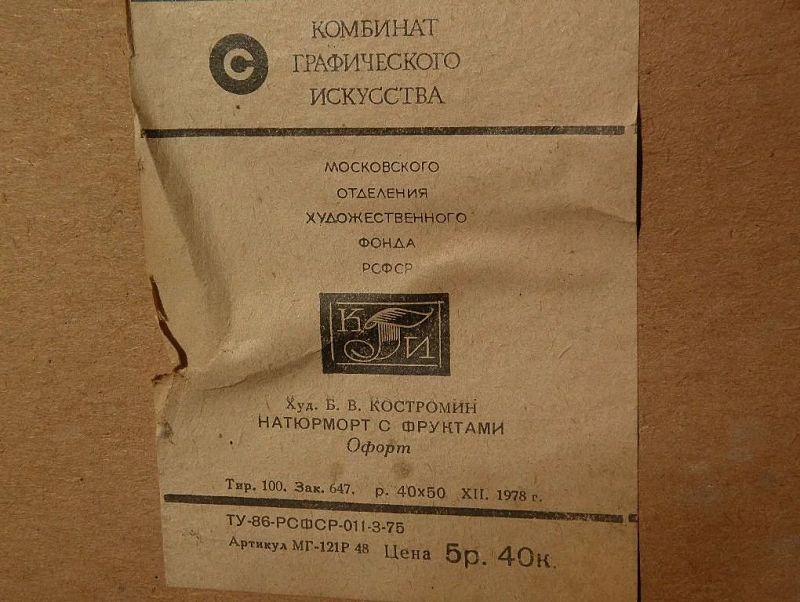 С
КОМБИНАТ
ГРАФИЧЕСКОГО
ИСКУССТВА
МОСКОВСКОГО
ОТДЕЛЕНИЯ
ХУДОЖЕСТВЕННОГО
ФОНДА
РСФСР
К Г И
Худ. Б. В. КОСТРОМИН
НАТЮРМОРТ С ФРУКТАМИ
Офорт
Тир. 100. Зак. 647. р. 40х50 XII. 1978 г.
ТУ-86-РСФСР-011-3-75
Артикул МГ-121Р 48 Цена 5р. 40к.